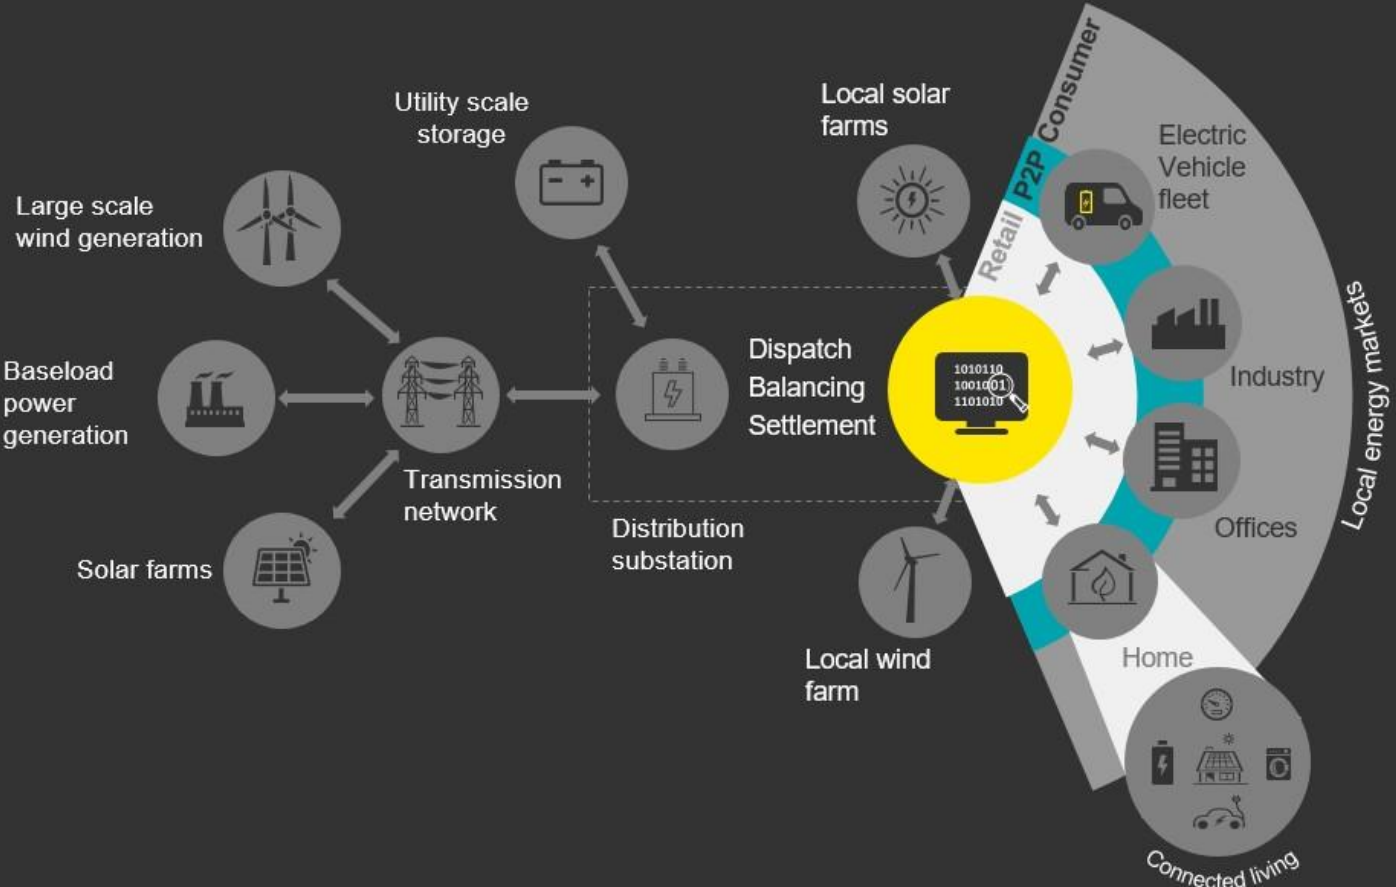 Utility scale
storage
Large scale
wind generation
Baseload
power
generation
Solar farms
Transmission
network
Distribution
substation
Dispatch
Balancing
Settlement
Local solar
farms
Local wind
farm
1010110
1001001
1101010
Retail
P2P
Consumer
Electric
Vehicle
fleet
Industry
Offices
Home
Local energy markets
Connected living